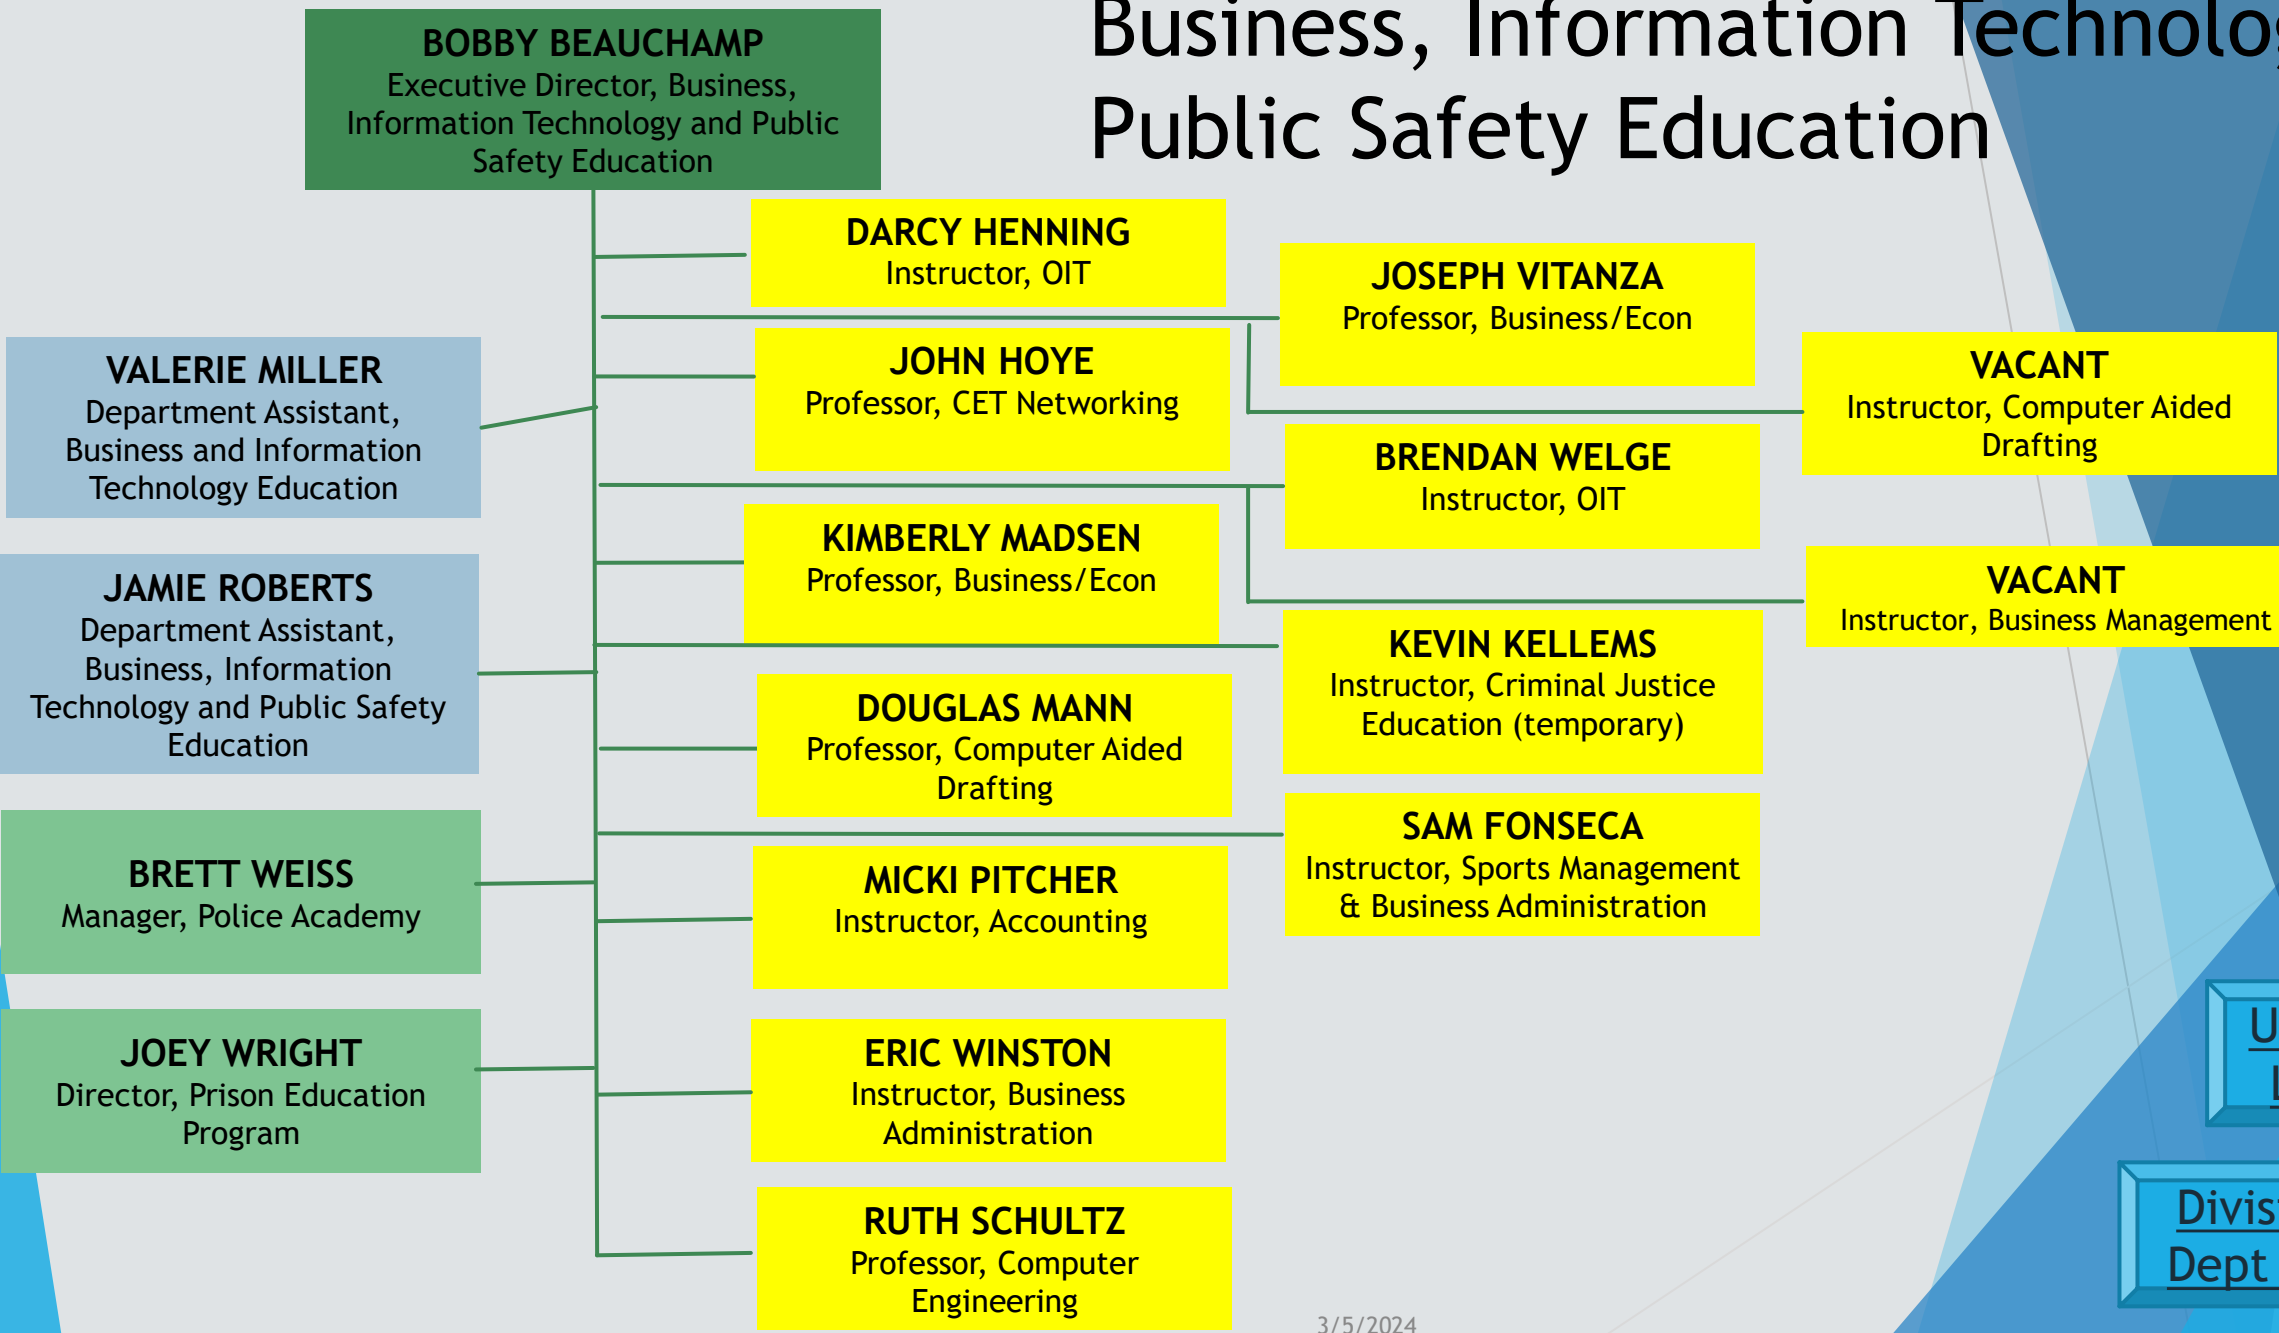 BOBBY BEAUCHAMP
Executive Director, Business,
Information Technology and Public
Safety Education
Business, Information
Public Safety Education
DARCY HENNING
Instructor, OIT
JOSEPH VITANZA
Professor, Business/Econ
VALERIE MILLER
Department Assistant,
Business and Information
Technology Education
JOHN HOYE
Professor, CET Networking
VACANT
Instructor, Computer Aided
Drafting
BRENDAN WELGE
Instructor, OIT
KIMBERLY MADSEN
Professor, Business/Econ
VACANT
Instructor, Business Management
JAMIE ROBERTS
Department Assistant,
Business, Information
Technology and Public Safety
Education
KEVIN KELLEMS
Instructor, Criminal Justice
Education (temporary)
DOUGLAS MANN
Professor, Computer Aided
Drafting
SAM FONSECA
Instructor, Sports Management
& Business Administration
BRETT WEISS
Manager, Police Academy
MICKI PITCHER
Instructor, Accounting
JOEY WRIGHT
Director, Prison Education
Program
ERIC WINSTON
Instructor, Business
Administration
RUTH SCHULTZ
Professor, Computer
Engineering
Dept
3/5/2024